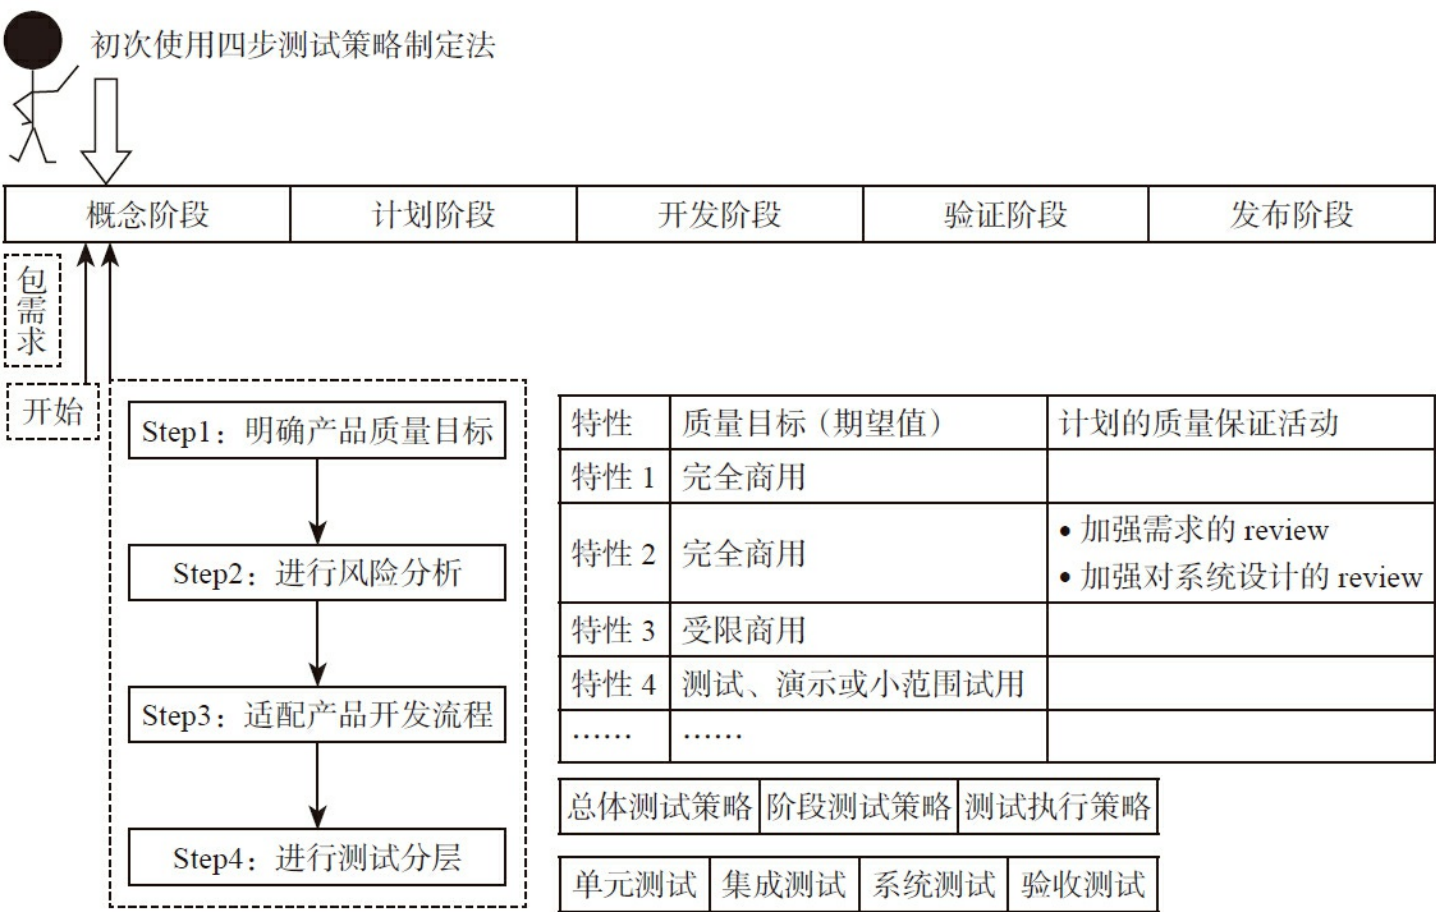 初次使用四步测试策略制定法
概念阶段 计划阶段 开发阶段 验证阶段 发布阶段
包需求
开始
Step1：明确产品质量目标
Step2：进行风险分析
Step3：适配产品开发流程
Step4：进行测试分层
特性 质量目标（期望值） 计划的质量保证活动
特性 1 完全商用
特性 2 完全商用
• 加强需求的 review
• 加强对系统设计的 review
特性 3 受限商用
特性 4 测试、演示或小范围试用
…… ……
总体测试策略 阶段测试策略 测试执行策略
单元测试 集成测试 系统测试 验收测试